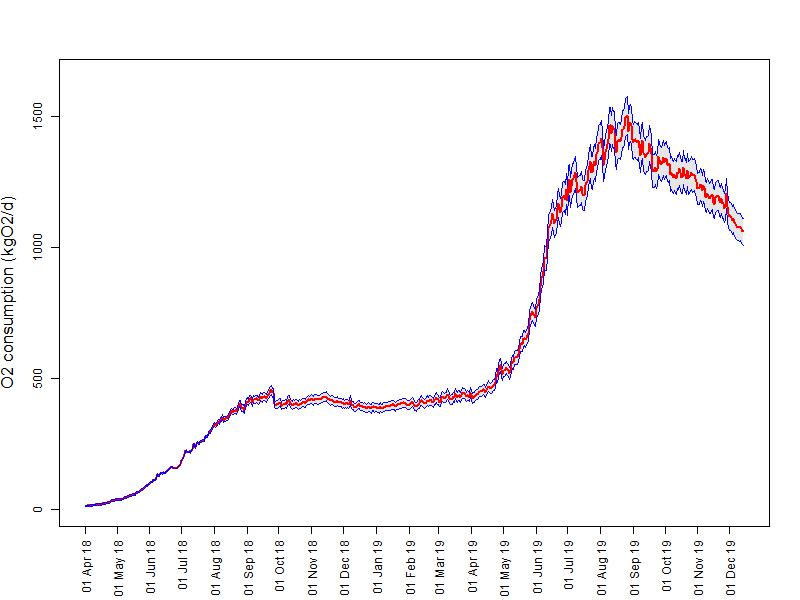 O2 consumption (kgO2/d)
1500
1000
500
0
01 Apr 18
01 May 18
01 Jun 18
01 Jul 18
01 Aug 18
01 Sep 18
01 Oct 18
01 Nov 18
01 Dec 18
01 Jan 19
01 Feb 19
01 Mar 19
01 Apr 19
01 May 19
01 Jun 19
01 Jul 19
01 Aug 19
01 Sep 19
01 Oct 19
01 Nov 19
01 Dec 19